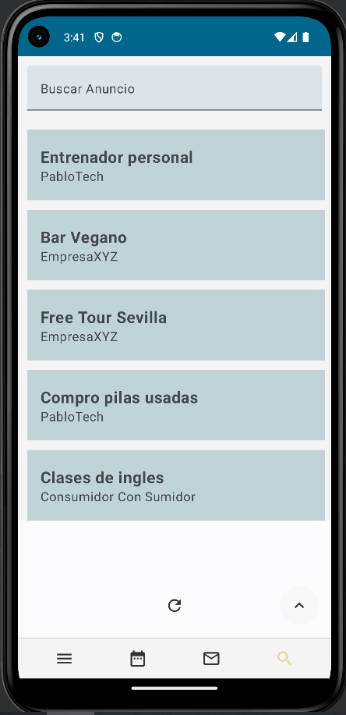 3:41
Buscar Anuncio
Entrenador personal
PabloTech
Bar Vegano
EmpresaXYZ
Free Tour Sevilla
EmpresaXYZ
Compro pilas usadas
PabloTech
Clases de ingles
Consumidor Con Sumidor